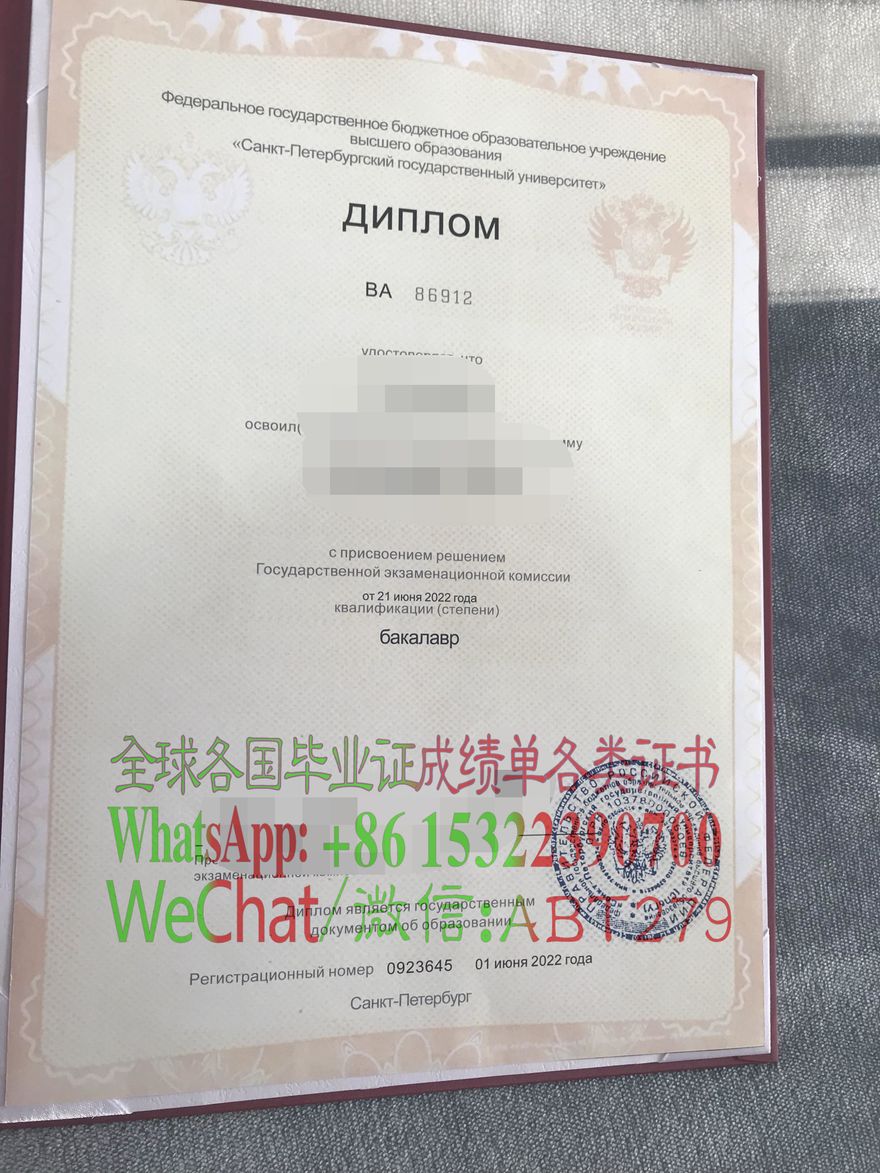 Федеральное государственное бюджетное образовательное учреждение
высшего образования
«Санкт-Петербургский государственный университет»
ДИПЛОМ
ВА 86912
освоил(
с присвоением решением
Государственной экзаменационной комиссии
от 21 июня 2022 года
квалификации (степени)
бакалавр
全球各国毕业证成绩单各类证书
WhatsApp: +86 15322390700
WeChat/微信:ABT279
Диплом является государственным
документом об образовании
Регистрационный номер 0923645 01 июня 2022 года
Санкт-Петербург